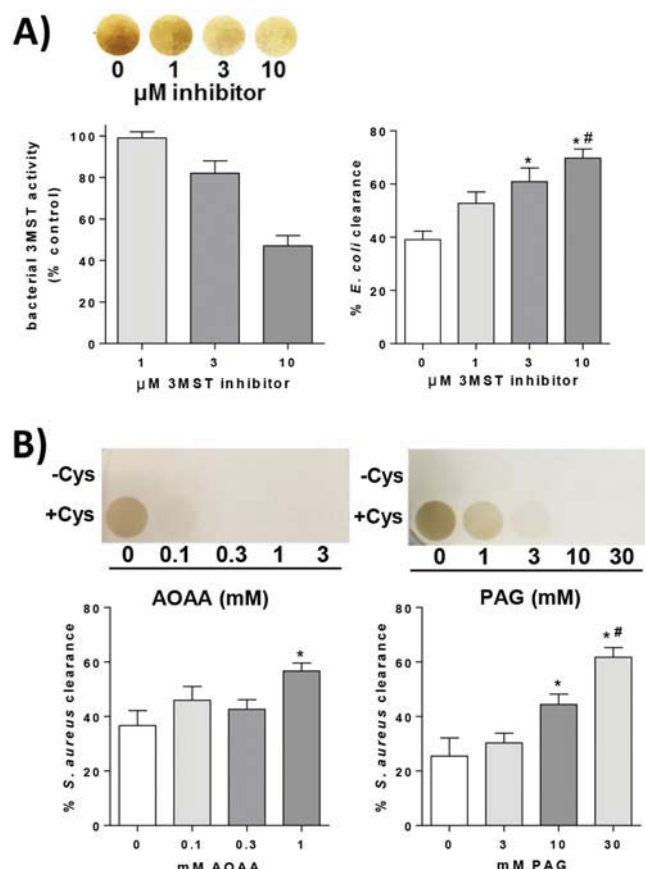 A)
0 1 3 10
µM inhibitor
bacterial 3MST activity
(% control)
100
80
60
40
20
0
1 3 10
µM 3MST inhibitor
% E. coli clearance
80
60
40
20
0
* *#
0 1 3 10
µM 3MST inhibitor
B)
-Cys
+Cys
0 0.1 0.3 1 3
AOAA (mM)
-Cys
+Cys
0 1 3 10 30
PAG (mM)
% S. aureus clearance
80
60
40
20
0
*
0 0.1 0.3 1
mM AOAA
% S. aureus clearance
80
60
40
20
0
* *#
0 3 10 30
mM PAG